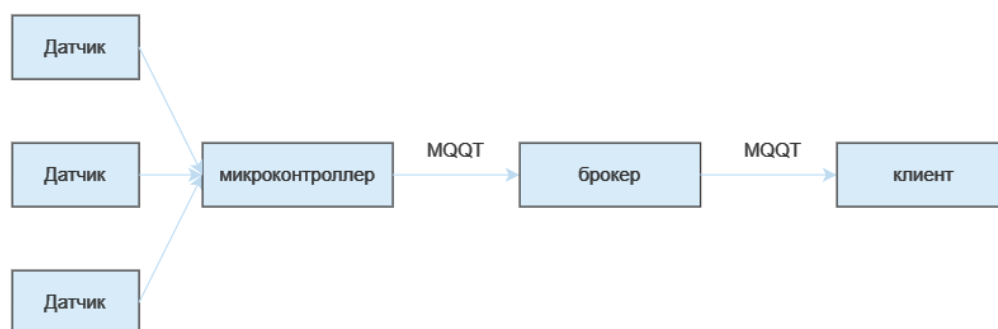 Датчик
MQQT
MQQT
Датчик
микроконтроллер
брокер
клиент
Датчик